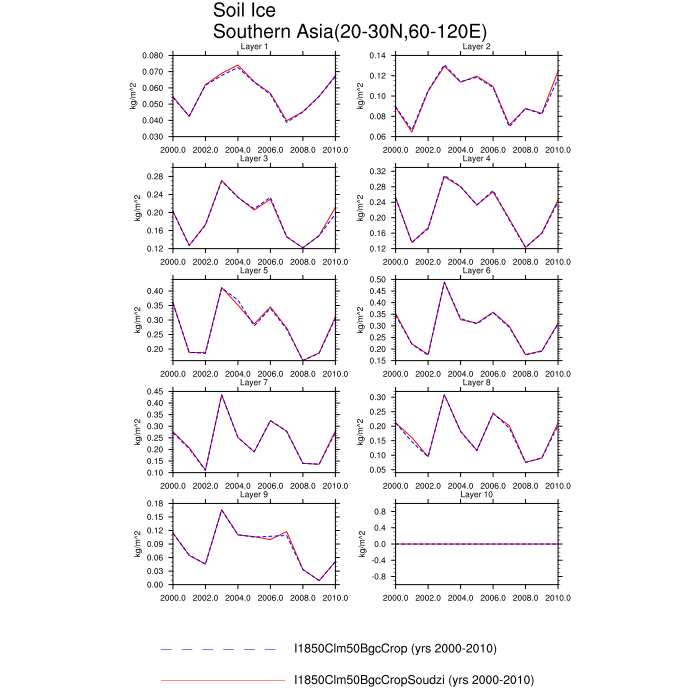 Soil Ice
Southern Asia(20-30N,60-120E)
Layer 1
0.080
0.070
0.060
0.050
0.040
0.030
kg/m^2
2000.0 2002.0 2004.0 2006.0 2008.0 2010.0
Layer 2
0.14
0.12
0.10
0.08
0.06
kg/m^2
2000.0 2002.0 2004.0 2006.0 2008.0 2010.0
Layer 3
0.28
0.24
0.20
0.16
0.12
kg/m^2
2000.0 2002.0 2004.0 2006.0 2008.0 2010.0
Layer 4
0.32
0.28
0.24
0.20
0.16
0.12
kg/m^2
2000.0 2002.0 2004.0 2006.0 2008.0 2010.0
Layer 5
0.40
0.35
0.30
0.25
0.20
kg/m^2
2000.0 2002.0 2004.0 2006.0 2008.0 2010.0
Layer 6
0.50
0.45
0.40
0.35
0.30
0.25
0.20
0.15
kg/m^2
2000.0 2002.0 2004.0 2006.0 2008.0 2010.0
Layer 7
0.45
0.40
0.35
0.30
0.25
0.20
0.15
0.10
kg/m^2
2000.0 2002.0 2004.0 2006.0 2008.0 2010.0
Layer 8
0.30
0.25
0.20
0.15
0.10
0.05
kg/m^2
2000.0 2002.0 2004.0 2006.0 2008.0 2010.0
Layer 9
0.18
0.15
0.12
0.09
0.06
0.03
0.00
kg/m^2
2000.0 2002.0 2004.0 2006.0 2008.0 2010.0
Layer 10
0.8
0.4
0.0
-0.4
-0.8
kg/m^2
2000.0 2002.0 2004.0 2006.0 2008.0 2010.0
I1850Clm50BgcCrop (yrs 2000-2010)
I1850Clm50BgcCropSoudzi (yrs 2000-2010)